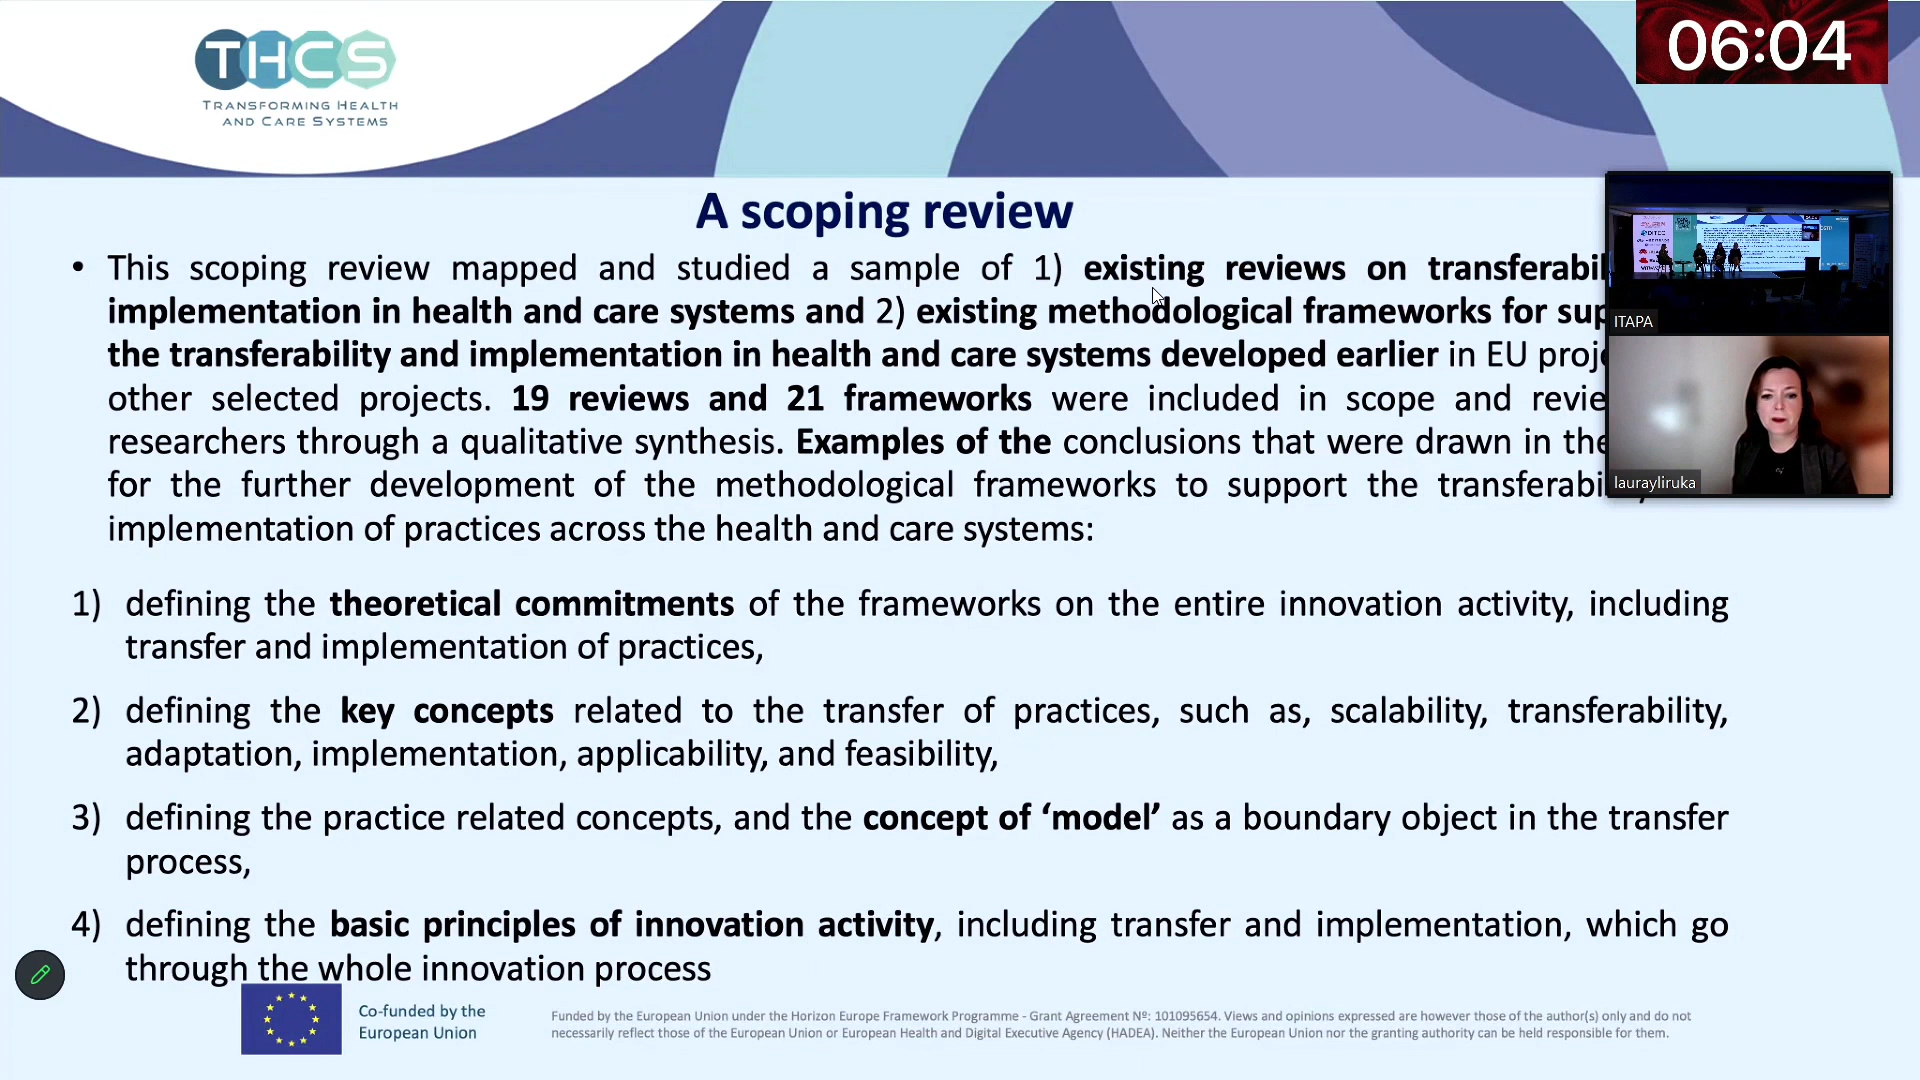 THCS
TRANSFORMING HEALTH
AND CARE SYSTEMS
06:04
A scoping review
• This scoping review mapped and studied a sample of 1) existing reviews on transferabil
implementation in health and care systems and 2) existing methodological frameworks for sup
the transferability and implementation in health and care systems developed earlier in EU proje
other selected projects. 19 reviews and 21 frameworks were included in scope and revie
researchers through a qualitative synthesis. Examples of the conclusions that were drawn in the
for the further development of the methodological frameworks to support the transferabi
implementation of practices across the health and care systems:
ITAPA
laurayliruka
1) defining the theoretical commitments of the frameworks on the entire innovation activity, including
transfer and implementation of practices,
2) defining the key concepts related to the transfer of practices, such as, scalability, transferability,
adaptation, implementation, applicability, and feasibility,
3) defining the practice related concepts, and the concept of ‘model’ as a boundary object in the transfer
process,
4) defining the basic principles of innovation activity, including transfer and implementation, which go
through the whole innovation process
Co-funded by the
European Union
Funded by the European Union under the Horizon Europe Framework Programme - Grant Agreement Nº: 101095654. Views and opinions expressed are however those of the author(s) only and do not
necessarily reflect those of the European Union or European Health and Digital Executive Agency (HADEA). Neither the European Union nor the granting authority can be held responsible for them.